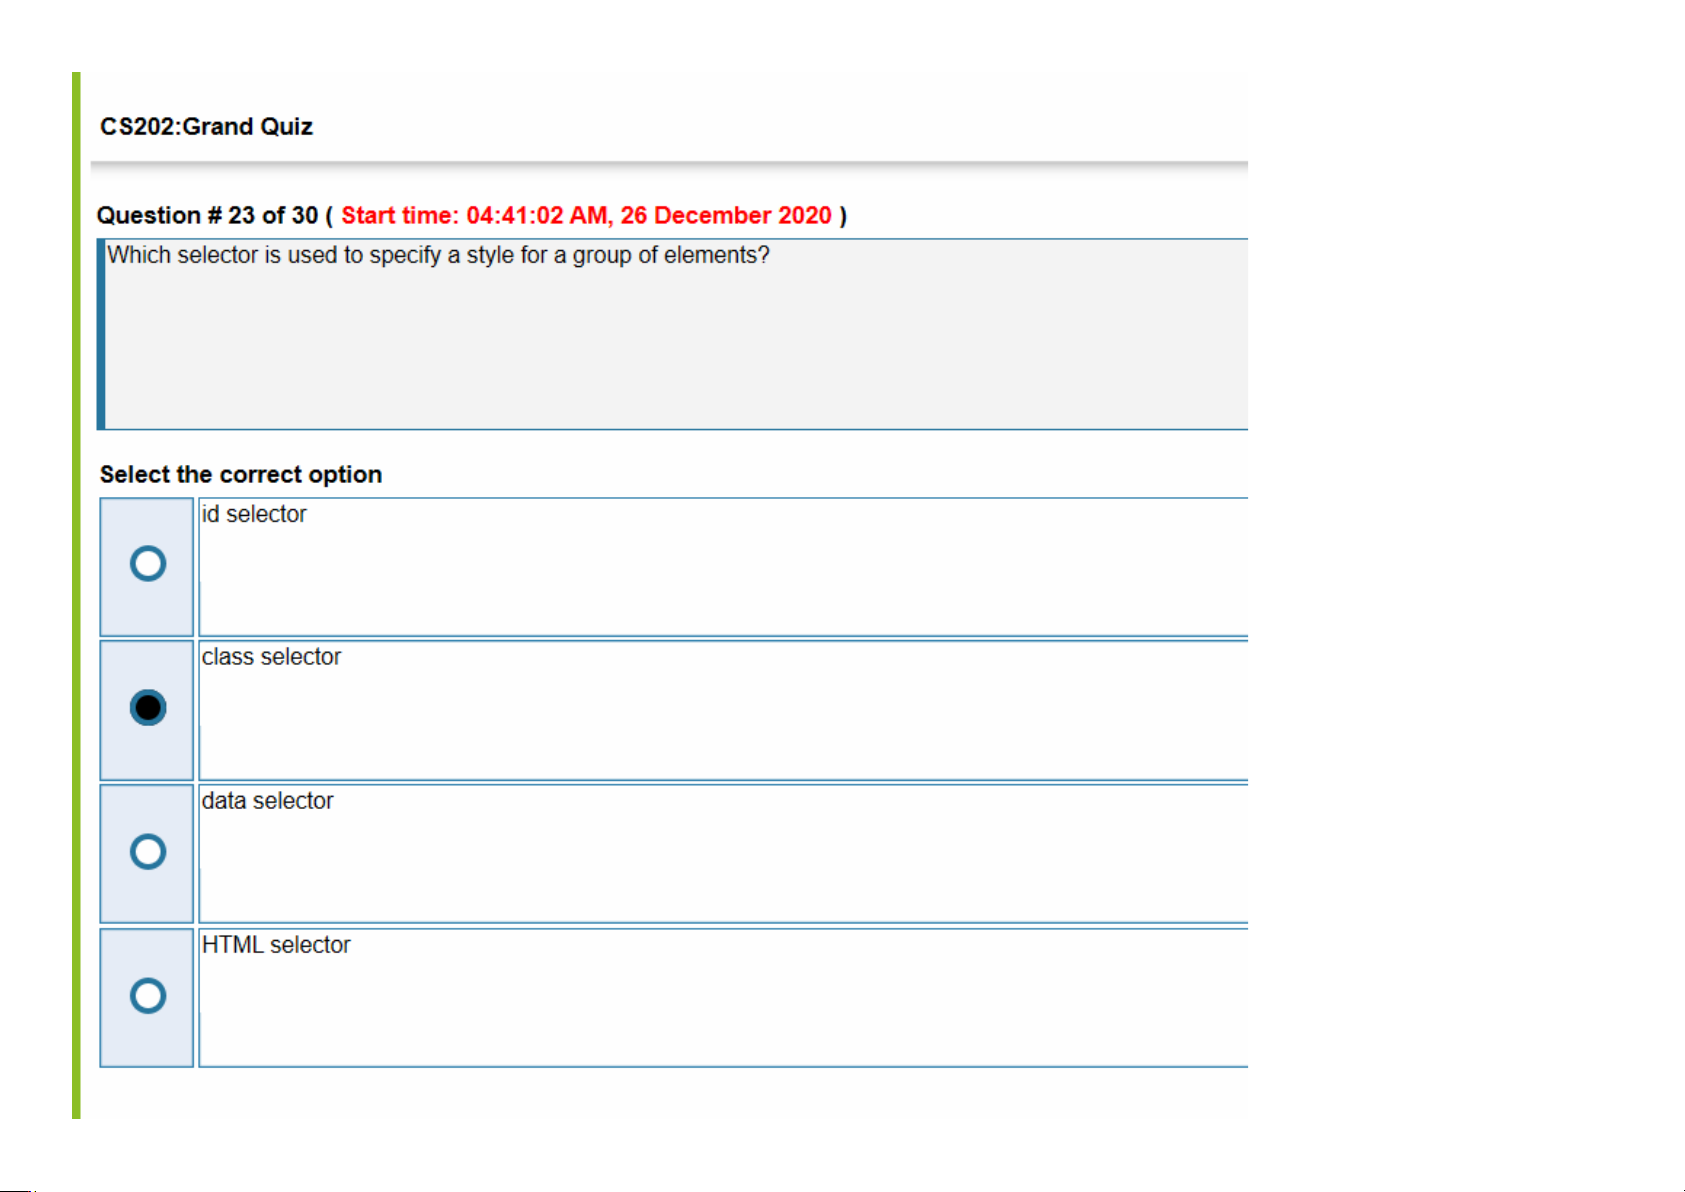 CS202:Grand Quiz
Question # 23 of 30 ( Start time: 04:41:02 AM, 26 December 2020 )
Which selector is used to specify a style for a group of elements?
Select the correct option
id selector
class selector
data selector
HTML selector